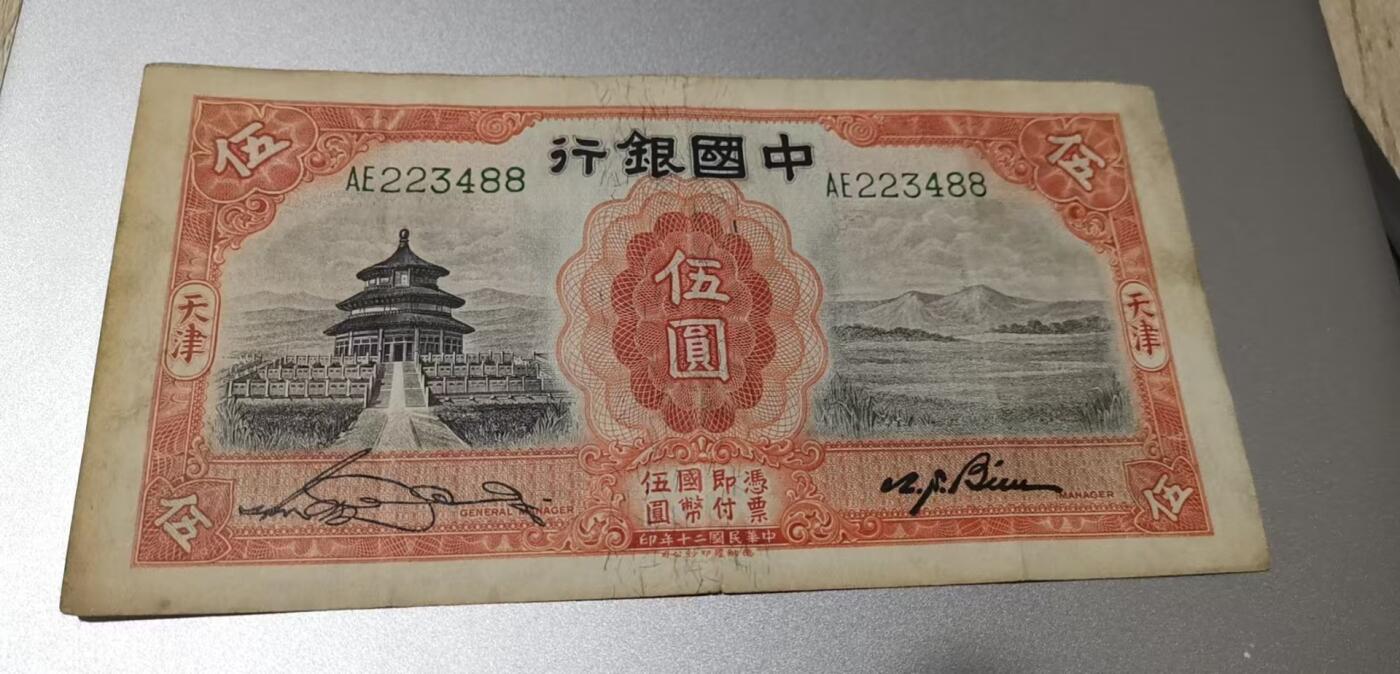 中國銀行
伍
伍
AE223488
AE223488
伍圓
天津
天津
憑票即付國幣伍圓
GENERAL MANAGER
MANAGER
伍
伍
中華民國二十年印